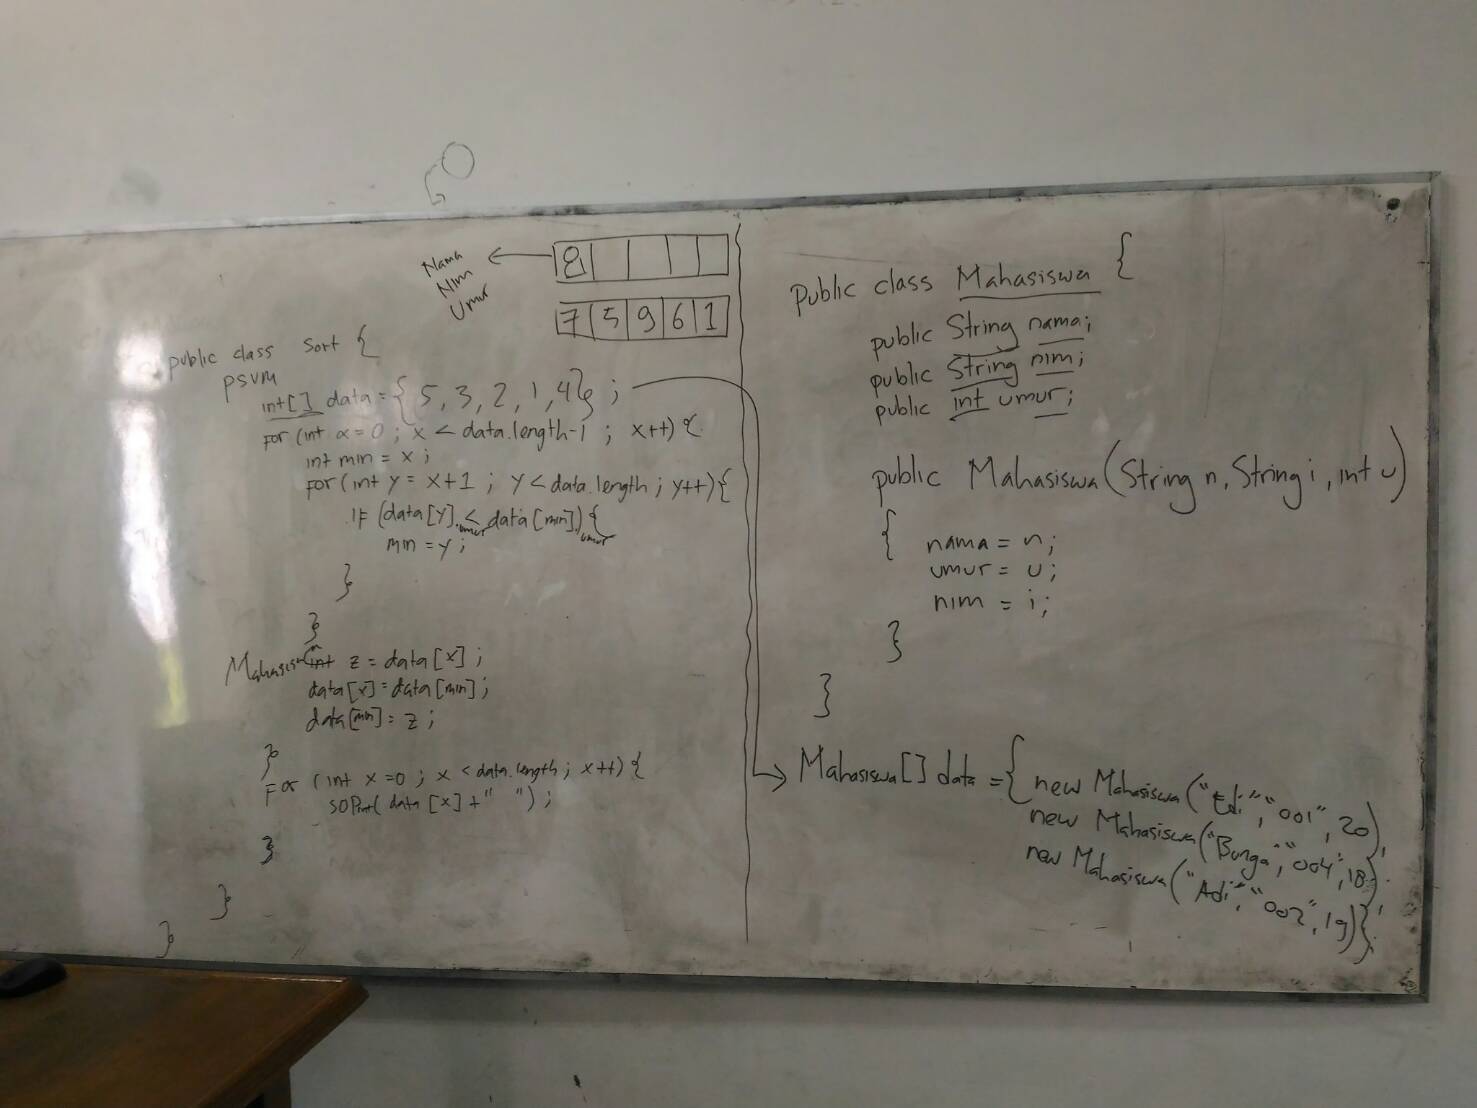 Nama
Nim
Umur
7 5 9 6 1
public class sort {
psvm
int[] data = { 5, 3, 2, 1, 4} ;
for (int x = 0 ; x < data.length-1 ; x++) {
int min = x ;
for (int y = x+1 ; y < data.length ; y++) {
if (data[y].umur < data[min].umur) {
min = y ;
}
}
Mahasiswa int z = data[x] ;
data[x] = data[min] ;
data[min] = z ;
}
for (int x = 0 ; x < data.length ; x++) {
SOPrint( data[x] + " " ) ;
}
}
}
public class Mahasiswa {
public String nama;
public String nim;
public int umur;
public Mahasiswa (String n, String i, int u)
{ nama = n;
umur = u;
nim = i;
}
}
Mahasiswa[] data = { new Mahasiswa ("Edi", "001", 20),
new Mahasiswa ("Bunga", "004", 18),
new Mahasiswa ("Adi", "002", 19)};